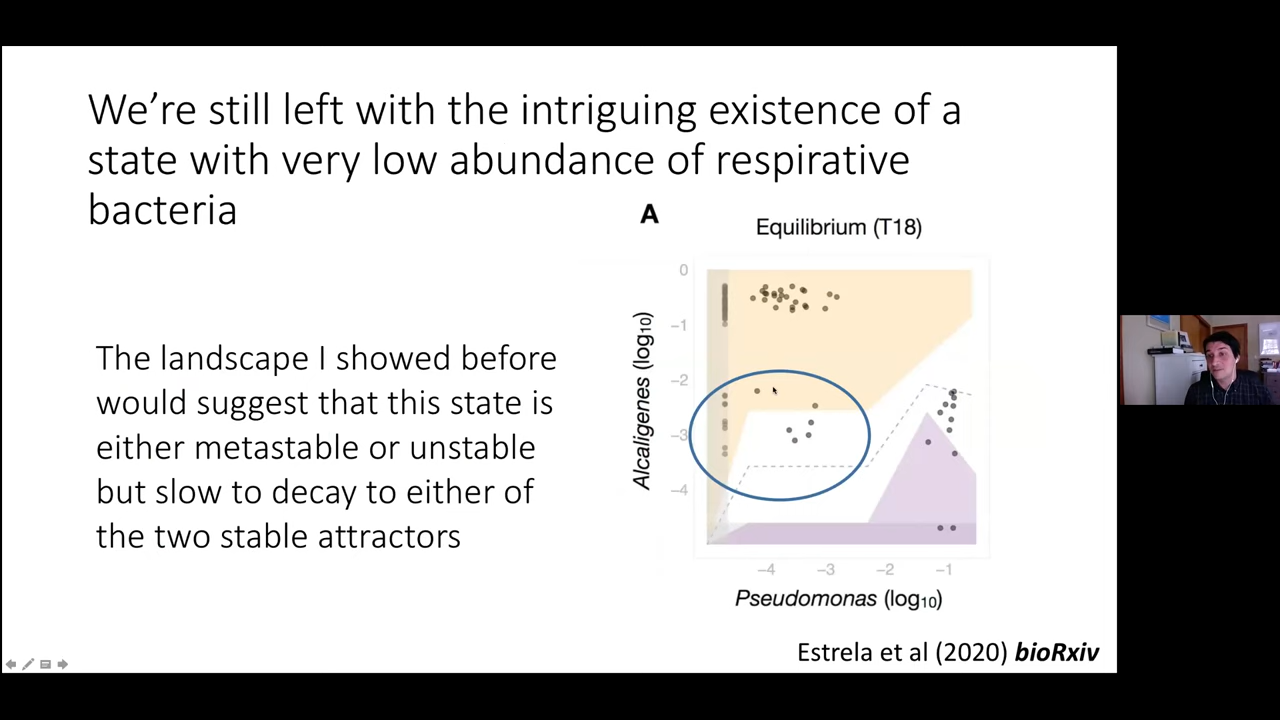 We’re still left with the intriguing existence of a
state with very low abundance of respirative
bacteria
A
Equilibrium (T18)
The landscape I showed before
would suggest that this state is
either metastable or unstable
but slow to decay to either of
the two stable attractors
0
−1
−2
−3
−4
Alcaligenes (log10)
−4 −3 −2 −1
Pseudomonas (log10)
Estrela et al (2020) bioRxiv